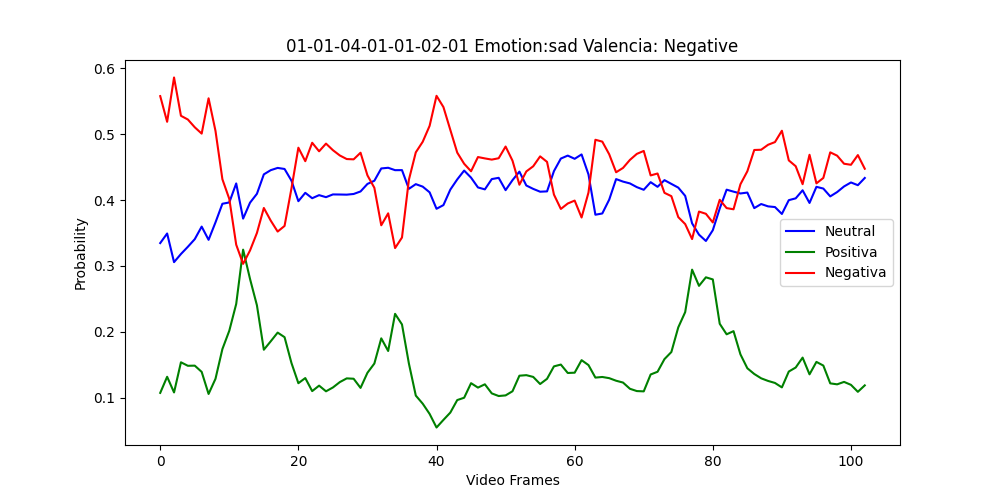 01-01-04-01-01-02-01 Emotion:sad Valencia: Negative
0.6
0.5
0.4
0.3
0.2
0.1
Probability
Neutral
Positiva
Negativa
0 20 40 60 80 100
Video Frames